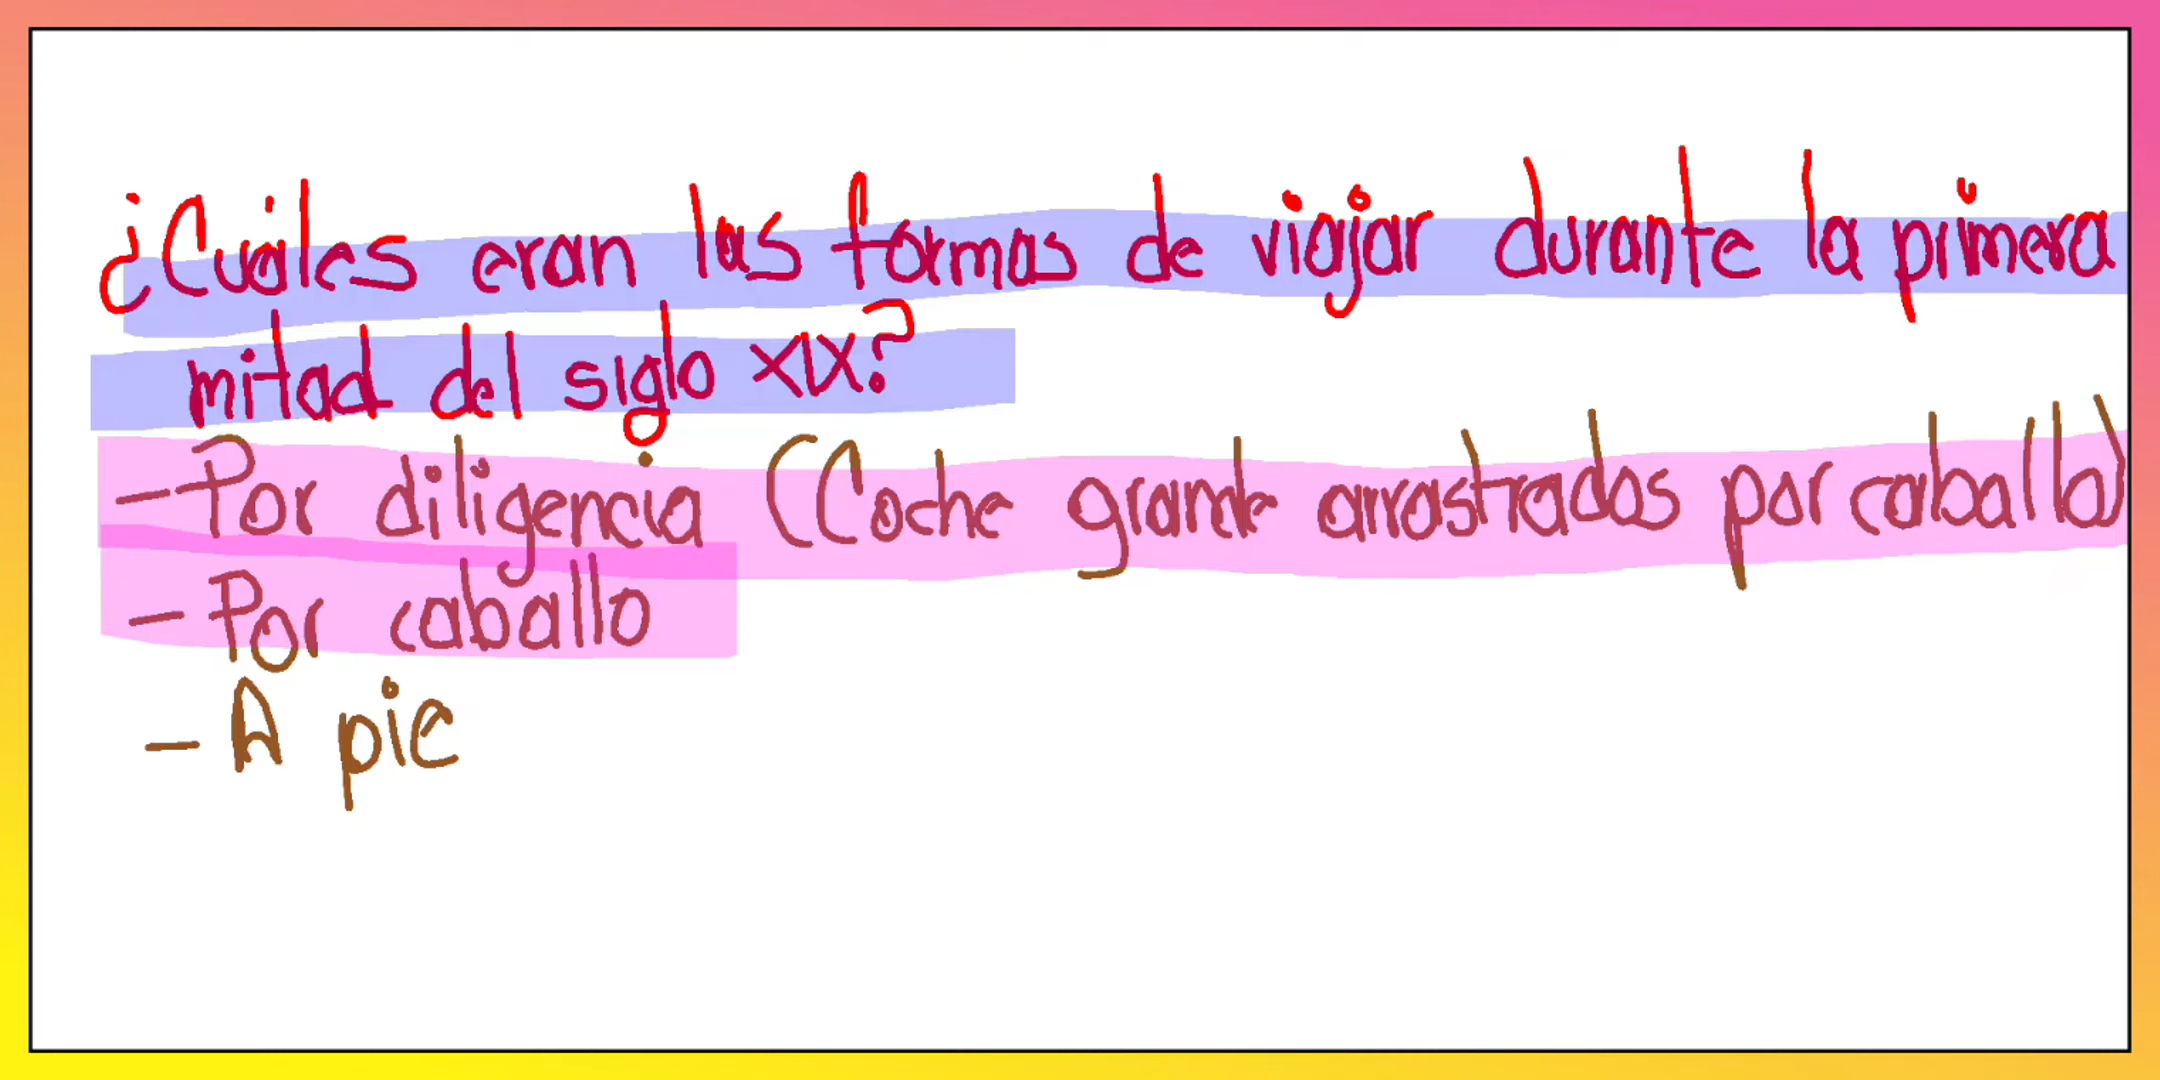 ¿Cuáles eran las formas de viajar durante la primera
mitad del siglo XIX?
- Por diligencia (Coche grande arrastrados por caballo)
- Por caballo
- A pie